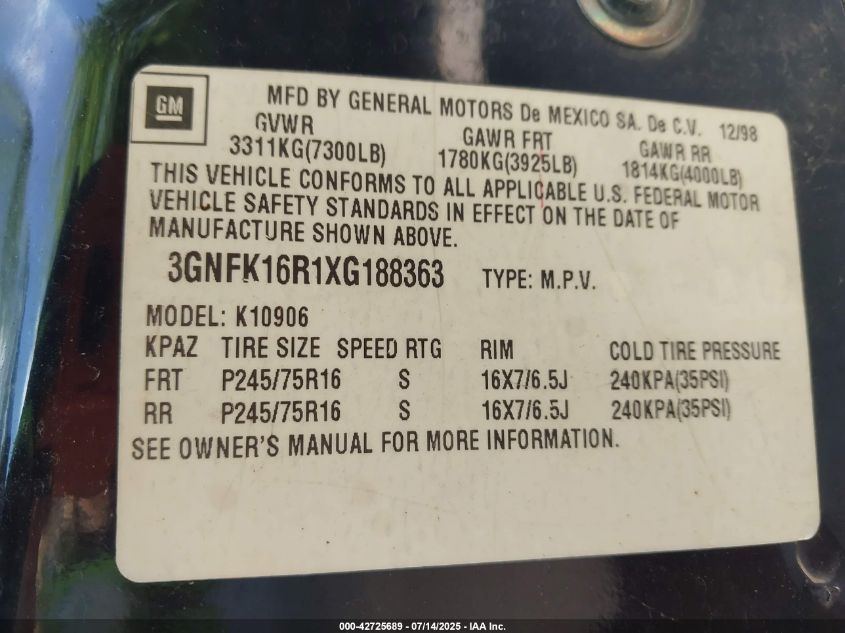 GM
MFD BY GENERAL MOTORS De MEXICO SA. De C.V. 12/98
GVWR GAWR FRT GAWR RR
3311KG(7300LB) 1780KG(3925LB) 1814KG(4000LB)
THIS VEHICLE CONFORMS TO ALL APPLICABLE U.S. FEDERAL MOTOR
VEHICLE SAFETY STANDARDS IN EFFECT ON THE DATE OF
MANUFACTURE SHOWN ABOVE.
3GNFK16R1XG188363 TYPE: M.P.V.
MODEL: K10906
KPAZ TIRE SIZE SPEED RTG RIM COLD TIRE PRESSURE
FRT P245/75R16 S 16X7/6.5J 240KPA(35PSI)
RR P245/75R16 S 16X7/6.5J 240KPA(35PSI)
SEE OWNER'S MANUAL FOR MORE INFORMATION.
000-42725689 - 07/14/2025 - IAA Inc.